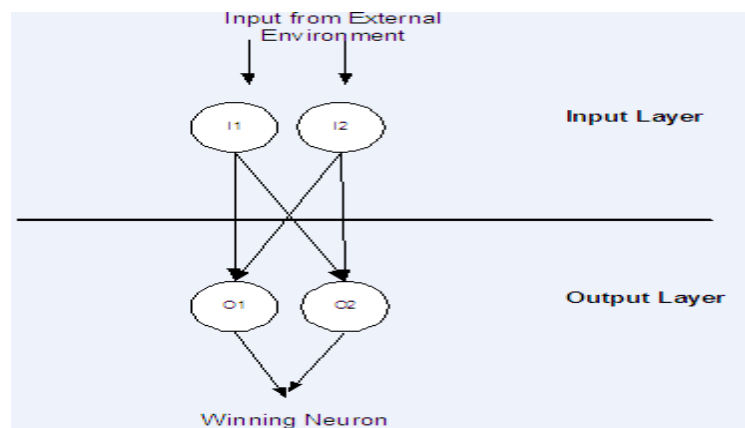 Input from External
Environment
I1
I2
Input Layer
O1
O2
Output Layer
Winning Neuron